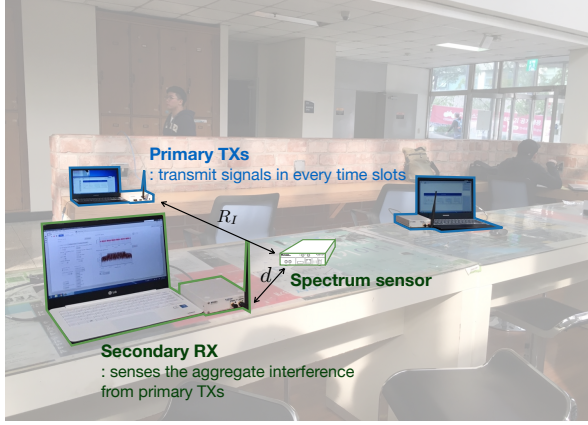 Primary TXs
: transmit signals in every time slots
R_I
d
Spectrum sensor
Secondary RX
: senses the aggregate interference
from primary TXs